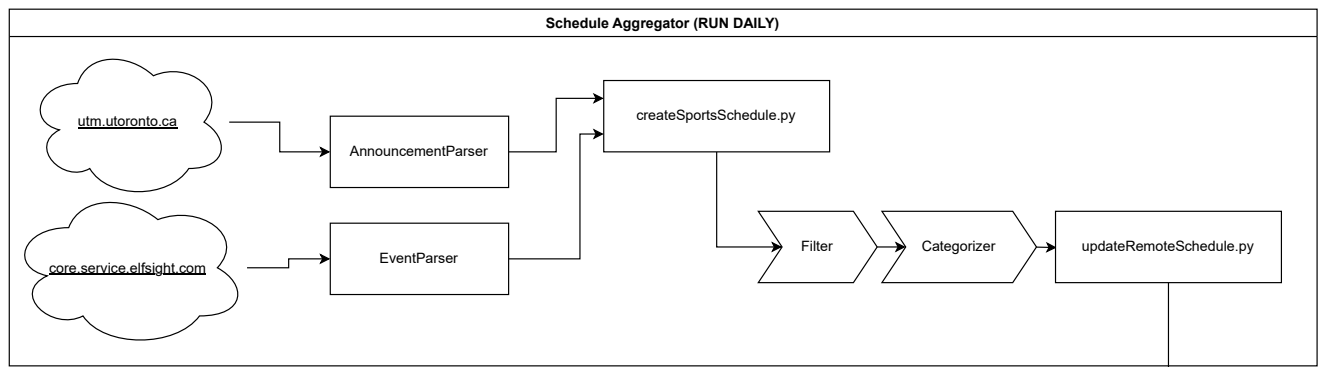 Schedule Aggregator (RUN DAILY)
utm.utoronto.ca
AnnouncementParser
createSportsSchedule.py
core.service.elfsight.com
EventParser
Filter
Categorizer
updateRemoteSchedule.py